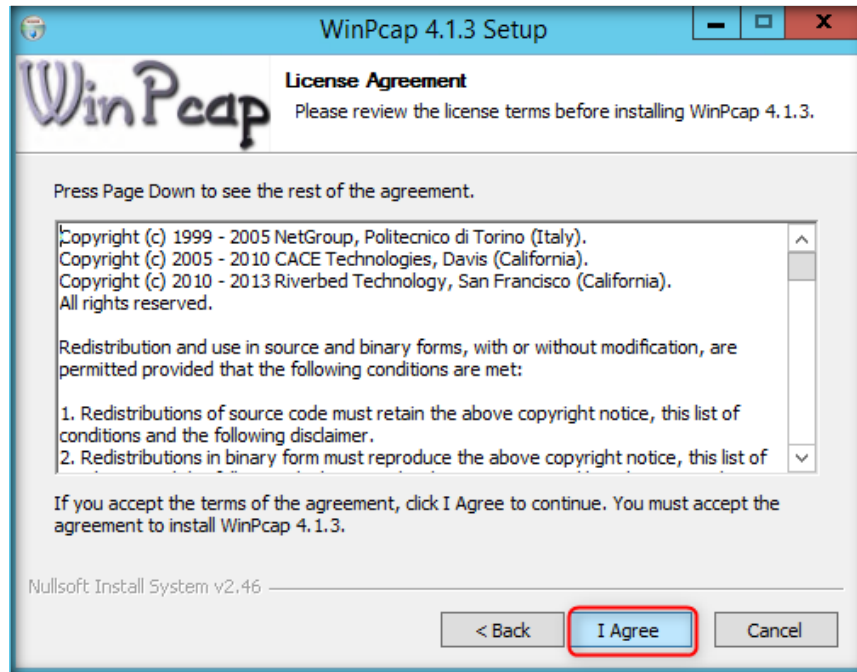 WinPcap 4.1.3 Setup
WinPcap
License Agreement
Please review the license terms before installing WinPcap 4.1.3.
Press Page Down to see the rest of the agreement.
Copyright (c) 1999 - 2005 NetGroup, Politecnico di Torino (Italy).
Copyright (c) 2005 - 2010 CACE Technologies, Davis (California).
Copyright (c) 2010 - 2013 Riverbed Technology, San Francisco (California).
All rights reserved.
Redistribution and use in source and binary forms, with or without modification, are
permitted provided that the following conditions are met:
1. Redistributions of source code must retain the above copyright notice, this list of
conditions and the following disclaimer.
2. Redistributions in binary form must reproduce the above copyright notice, this list of
If you accept the terms of the agreement, click I Agree to continue. You must accept the
agreement to install WinPcap 4.1.3.
Nullsoft Install System v2.46
< Back
I Agree
Cancel